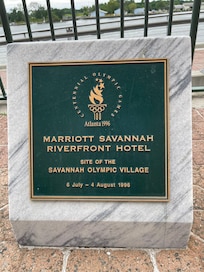 CENTENNIAL OLYMPIC GAMES
Atlanta 1996
MARRIOTT SAVANNAH
RIVERFRONT HOTEL
SITE OF THE
SAVANNAH OLYMPIC VILLAGE
6 July – 4 August 1996